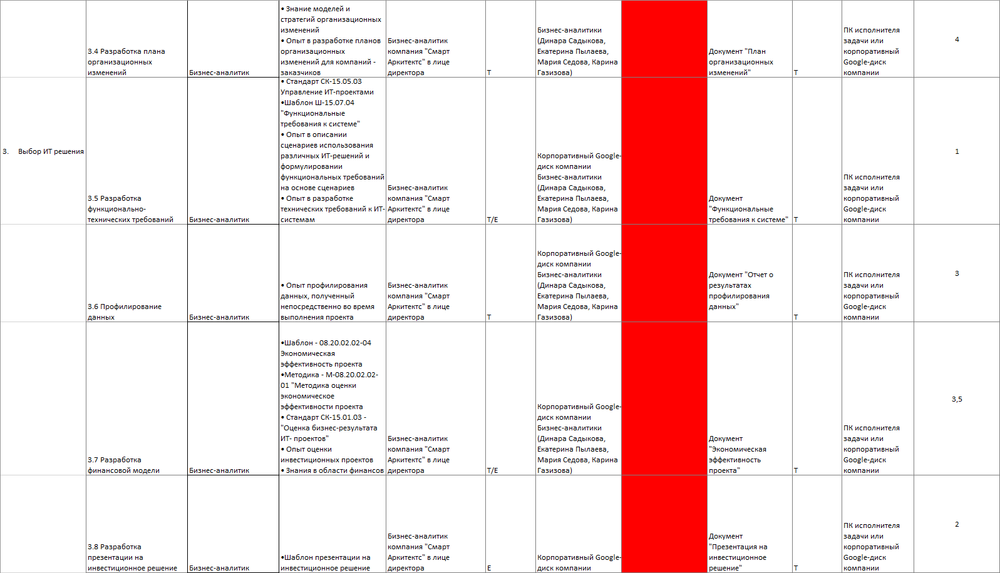 3.    Выбор ИТ решения
3.4 Разработка плана
организационных
изменений
Бизнес-аналитик
• Знание моделей и
стратегий организационных
изменений
• Опыт в разработке планов
организационных
изменений для компаний -
заказчиков
Бизнес-аналитик
компания "Смарт
Аркитектс" в лице
директора
Т
Бизнес-аналитики
(Динара Садыкова,
Екатерина Пылаева,
Мария Седова, Карина
Газизова)
Документ "План
организационных
изменений"
Т
ПК исполнителя
задачи или
корпоративный
Google-диск
компании
4
3.5 Разработка
функционально-
технических требований
Бизнес-аналитик
• Стандарт СК-15.05.03
Управление ИТ-проектами
•Шаблон Ш-15.07.04
"Функциональные
требования к системе"
• Опыт в описании
сценариев использования
различных ИТ-решений и
формулировании
функциональных требований
на основе сценариев
• Опыт в разработке
технических требований к ИТ-
системам
Бизнес-аналитик
компания "Смарт
Аркитектс" в лице
директора
Т/Е
Корпоративный Google-
диск компании
Бизнес-аналитики
(Динара Садыкова,
Екатерина Пылаева,
Мария Седова, Карина
Газизова)
Документ
"Функциональные
требования к системе"
Т
ПК исполнителя
задачи или
корпоративный
Google-диск
компании
1
3.6 Профилирование
данных
Бизнес-аналитик
• Опыт профилирования
данных, полученный
непосредственно во время
выполнения проекта
Бизнес-аналитик
компания "Смарт
Аркитектс" в лице
директора
Т
Корпоративный Google-
диск компании
Бизнес-аналитики
(Динара Садыкова,
Екатерина Пылаева,
Мария Седова, Карина
Газизова)
Документ "Отчет о
результатах
профилирования
данных"
Т
ПК исполнителя
задачи или
корпоративный
Google-диск
компании
3
3.7 Разработка
финансовой модели
Бизнес-аналитик
•Шаблон - 08.20.02.02-04
Экономическая
эффективность проекта
•Методика - М-08.20.02.02-
01 "Методика оценки
экономическое
эффективности проекта
• Стандарт СК-15.01.03 -
"Оценка бизнес-результата
ИТ- проектов"
• Опыт оценки
инвестиционных проектов
• Знания в области финансов
Бизнес-аналитик
компания "Смарт
Аркитектс" в лице
директора
Т/Е
Корпоративный Google-
диск компании
Бизнес-аналитики
(Динара Садыкова,
Екатерина Пылаева,
Мария Седова, Карина
Газизова)
Документ
"Экономическая
эффективность
проекта"
Т
ПК исполнителя
задачи или
корпоративный
Google-диск
компании
3,5
3.8 Разработка
презентации на
инвестиционное решение
Бизнес-аналитик
•Шаблон презентации на
инвестиционное решение
Бизнес-аналитик
компания "Смарт
Аркитектс" в лице
директора
Е
Корпоративный Google-
диск компании
Документ
"Презентация на
инвестиционное
решение"
Т
ПК исполнителя
задачи или
корпоративный
Google-диск
компании
2